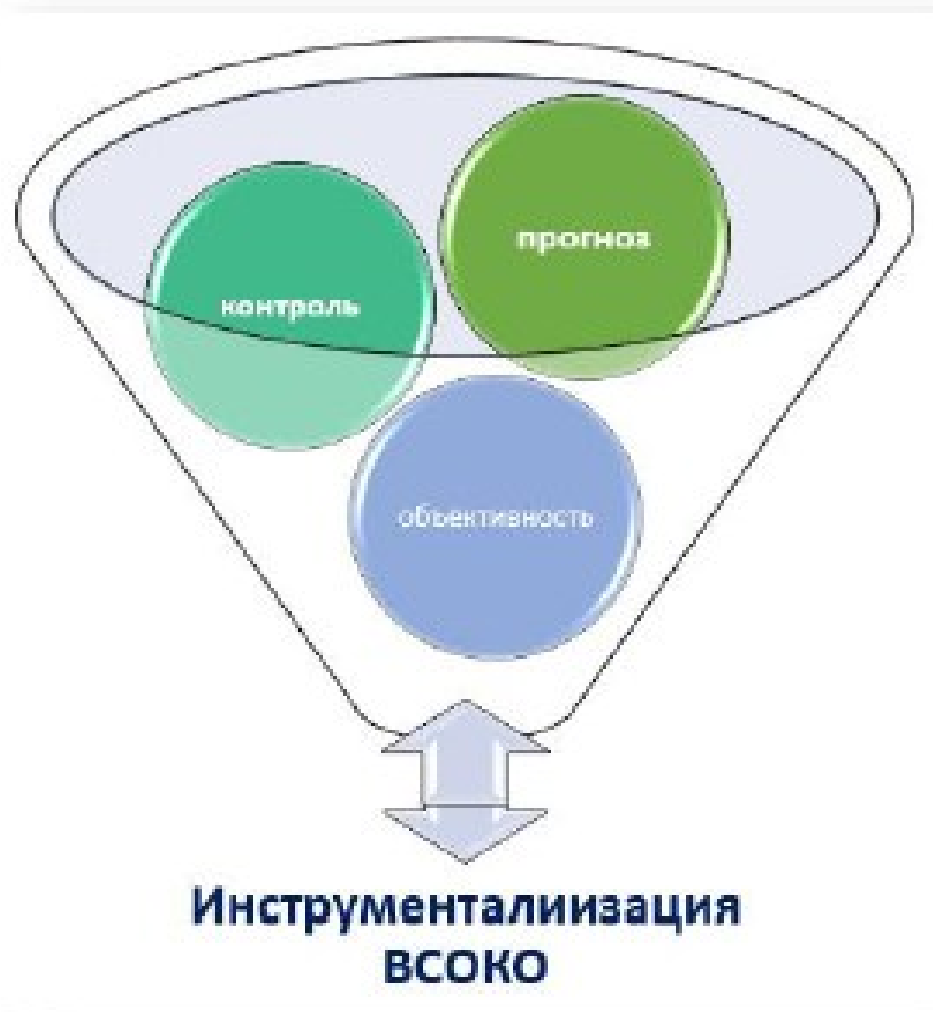 прогноз
контроль
объективность
Инструменталиизация
ВСОКО